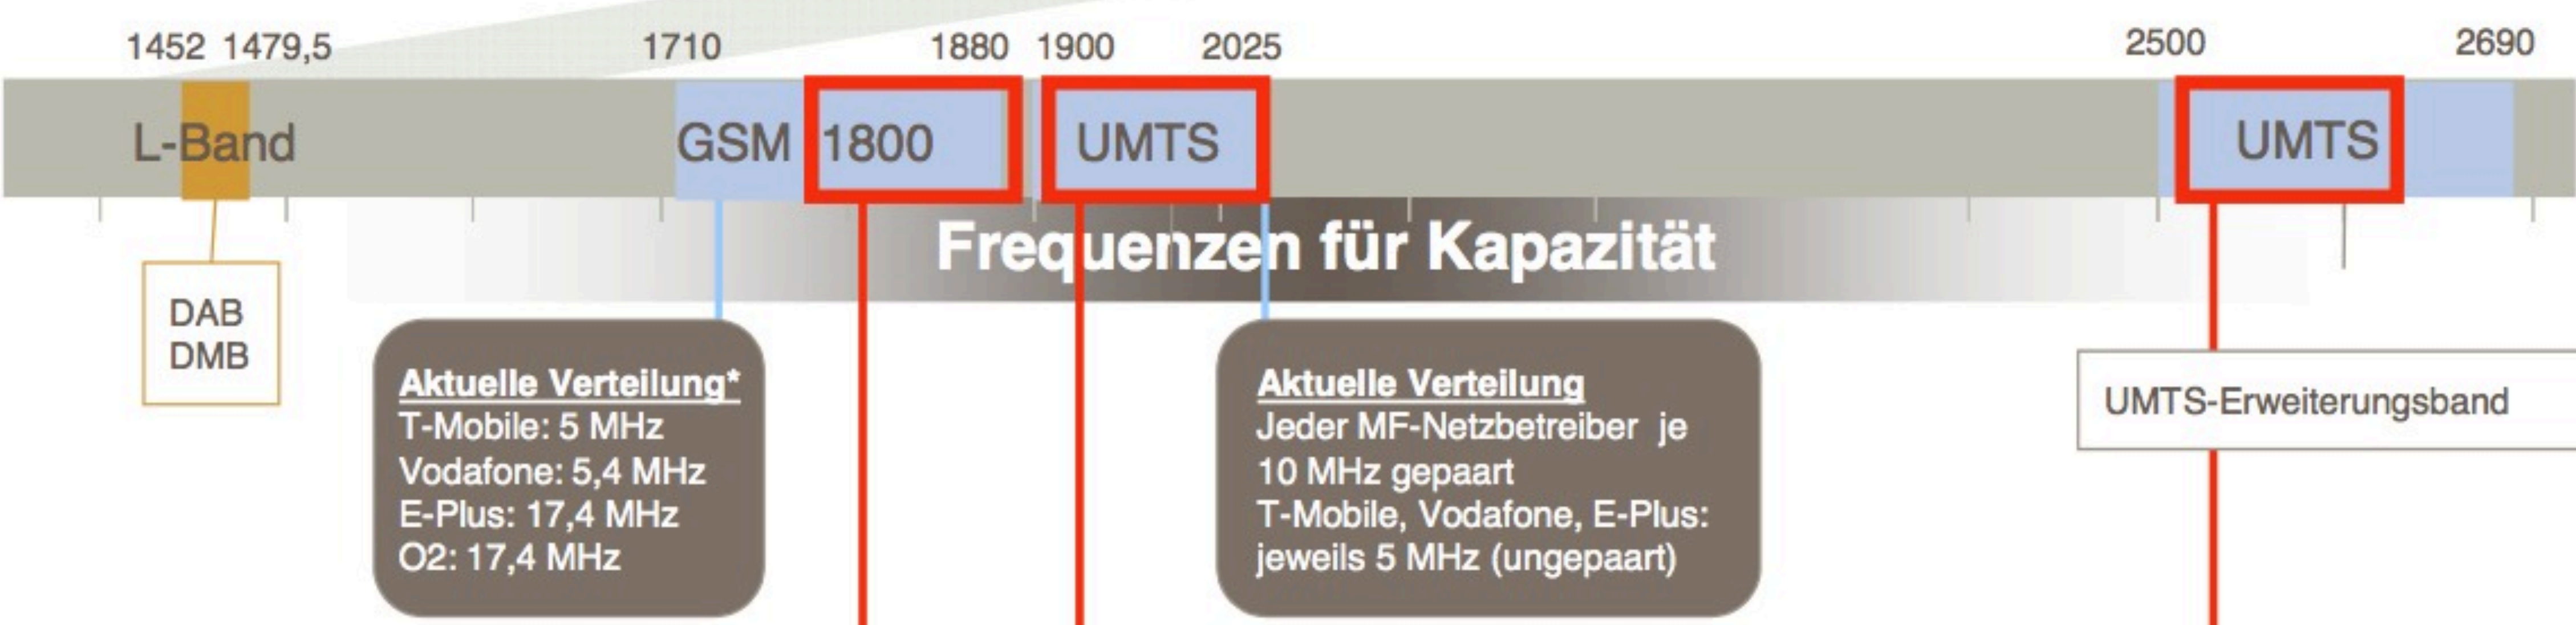 1452 1479,5 1710 1880 1900 2025 2500 2690
L-Band GSM 1800 UMTS UMTS
Frequenzen für Kapazität
DAB
DMB
Aktuelle Verteilung*
T-Mobile: 5 MHz
Vodafone: 5,4 MHz
E-Plus: 17,4 MHz
O2: 17,4 MHz
Aktuelle Verteilung
Jeder MF-Netzbetreiber je
10 MHz gepaart
T-Mobile, Vodafone, E-Plus:
jeweils 5 MHz (ungepaart)
UMTS-Erweiterungsband